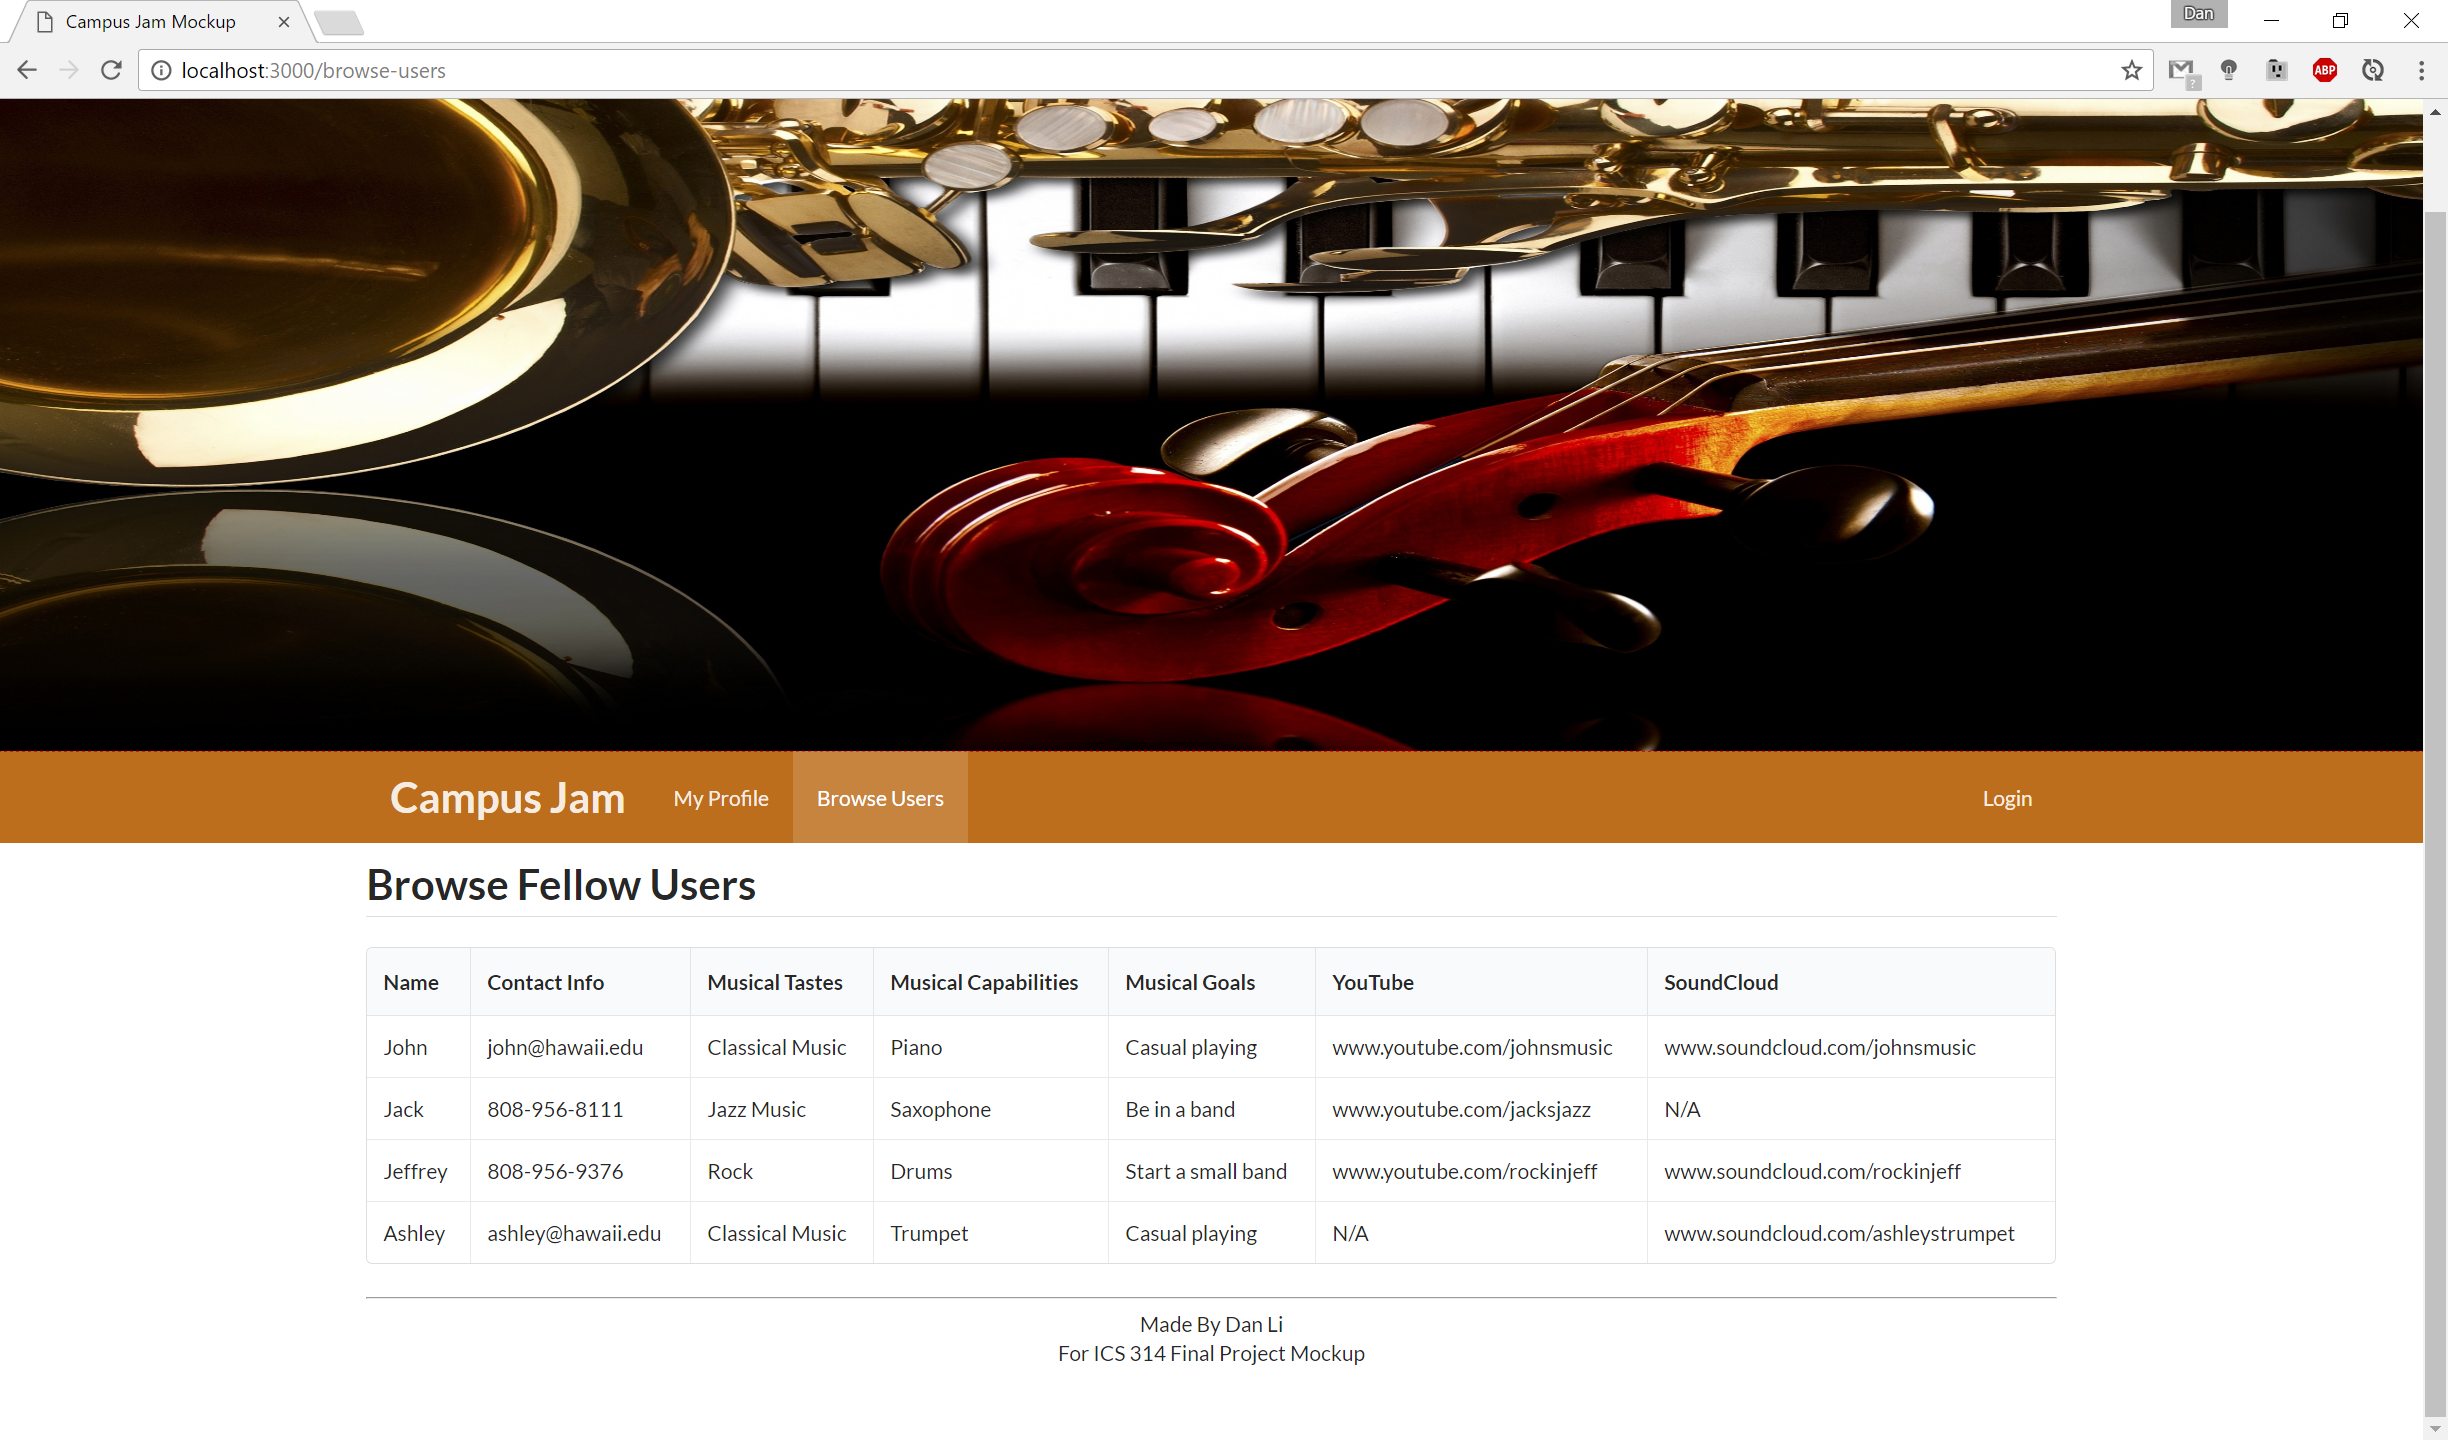 Campus Jam Mockup
Dan
localhost:3000/browse-users
?
ABP
Campus Jam My Profile Browse Users Login
Browse Fellow Users
Name Contact Info Musical Tastes Musical Capabilities Musical Goals YouTube SoundCloud
John john@hawaii.edu Classical Music Piano Casual playing www.youtube.com/johnsmusic www.soundcloud.com/johnsmusic
Jack 808-956-8111 Jazz Music Saxophone Be in a band www.youtube.com/jacksjazz N/A
Jeffrey 808-956-9376 Rock Drums Start a small band www.youtube.com/rockinjeff www.soundcloud.com/rockinjeff
Ashley ashley@hawaii.edu Classical Music Trumpet Casual playing N/A www.soundcloud.com/ashleystrumpet
Made By Dan Li
For ICS 314 Final Project Mockup